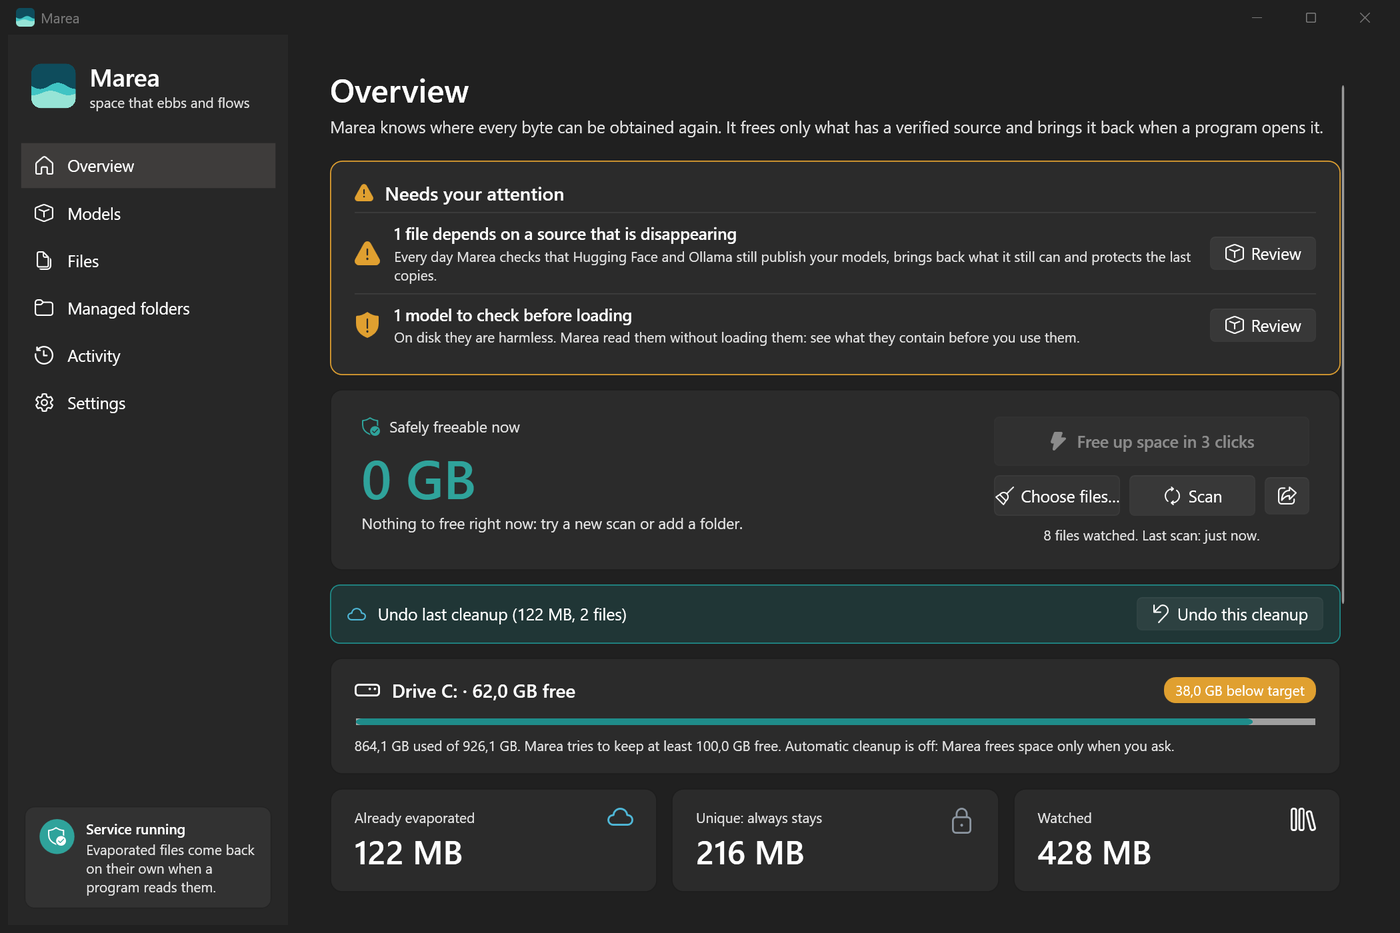 Marea
Marea
space that ebbs and flows
Overview
Models
Files
Managed folders
Activity
Settings
Service running
Evaporated files come back
on their own when a
program reads them.
Overview
Marea knows where every byte can be obtained again. It frees only what has a verified source and brings it back when a program opens it.
Needs your attention
1 file depends on a source that is disappearing
Every day Marea checks that Hugging Face and Ollama still publish your models, brings back what it still can and protects the last
copies.
Review
1 model to check before loading
On disk they are harmless. Marea read them without loading them: see what they contain before you use them.
Review
Safely freeable now
0 GB
Nothing to free right now: try a new scan or add a folder.
Free up space in 3 clicks
Choose files...
Scan
8 files watched. Last scan: just now.
Undo last cleanup (122 MB, 2 files)
Undo this cleanup
Drive C: · 62,0 GB free
38,0 GB below target
864,1 GB used of 926,1 GB. Marea tries to keep at least 100,0 GB free. Automatic cleanup is off: Marea frees space only when you ask.
Already evaporated
122 MB
Unique: always stays
216 MB
Watched
428 MB